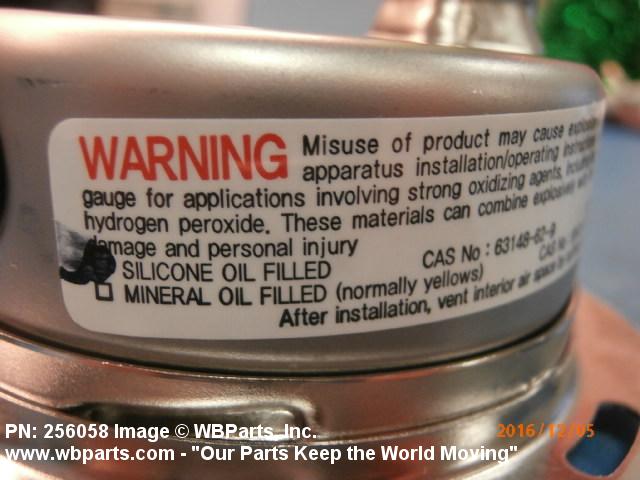 WARNING Misuse of product may cause
apparatus installation/operating
gauge for applications involving strong oxidizing agents,
hydrogen peroxide. These materials can combine explosively
damage and personal injury
SILICONE OIL FILLED CAS No : 63148-62-9
MINERAL OIL FILLED (normally yellows) CAS No
After installation, vent interior air space
PN: 256058 Image © WBParts, Inc. 2016/12/05
www.wbparts.com - "Our Parts Keep the World Moving"